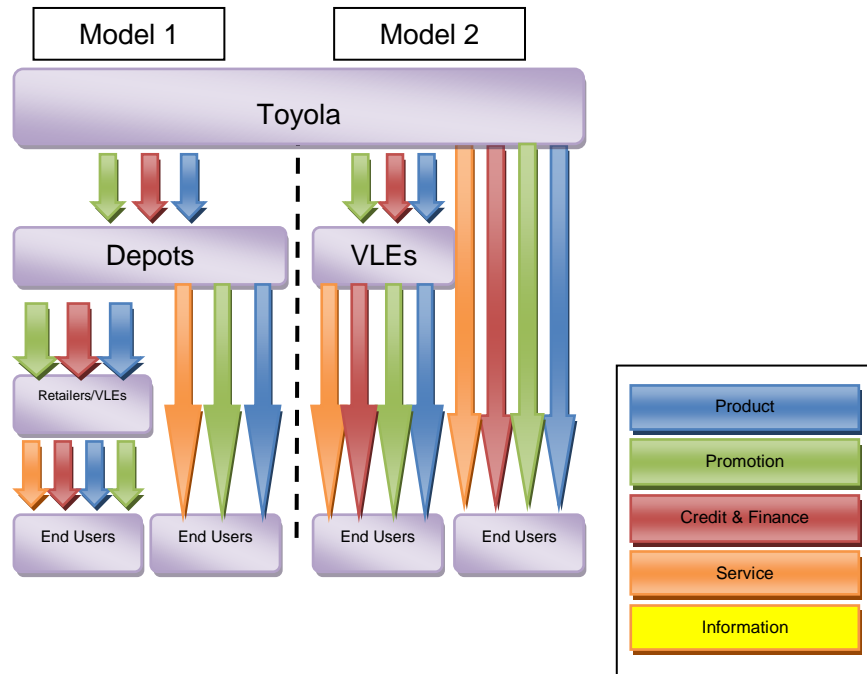 Model 1
Model 2
Toyola
Depots
VLEs
Retailers/VLEs
End Users
End Users
End Users
End Users
Product
Promotion
Credit & Finance
Service
Information